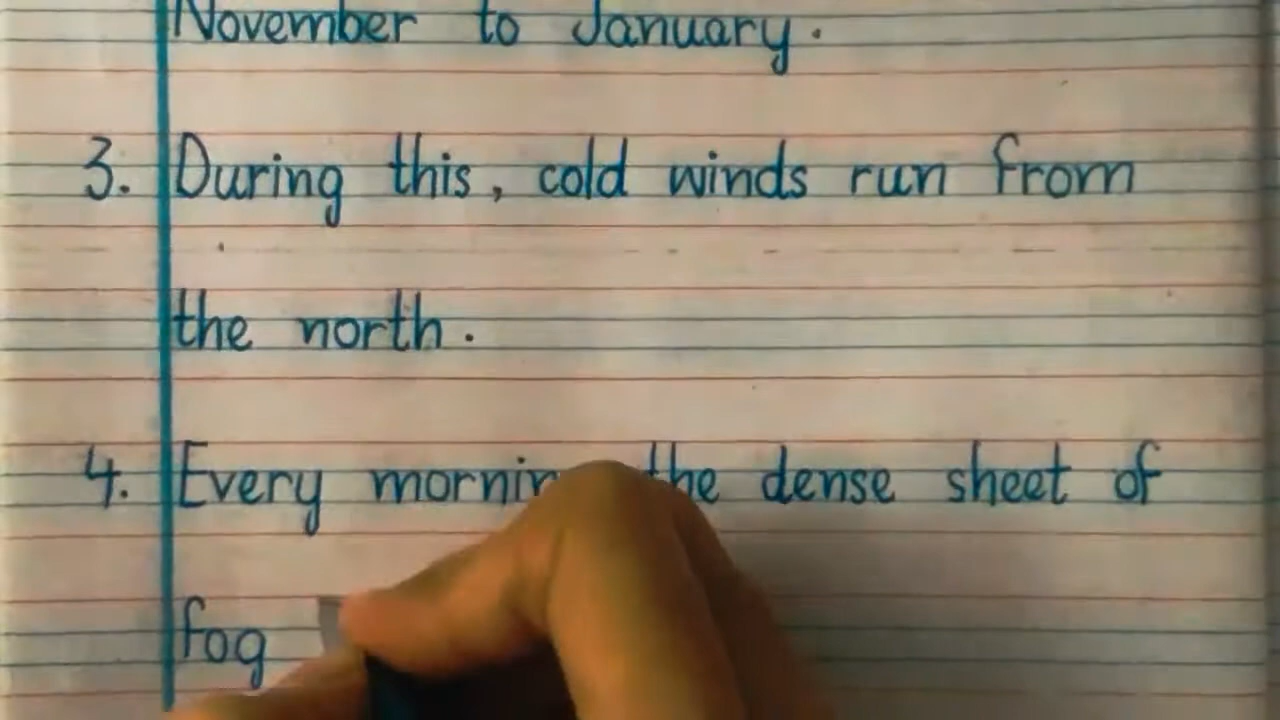 November to January.
3. During this, cold winds run from
the north.
4. Every the dense sheet of
fog